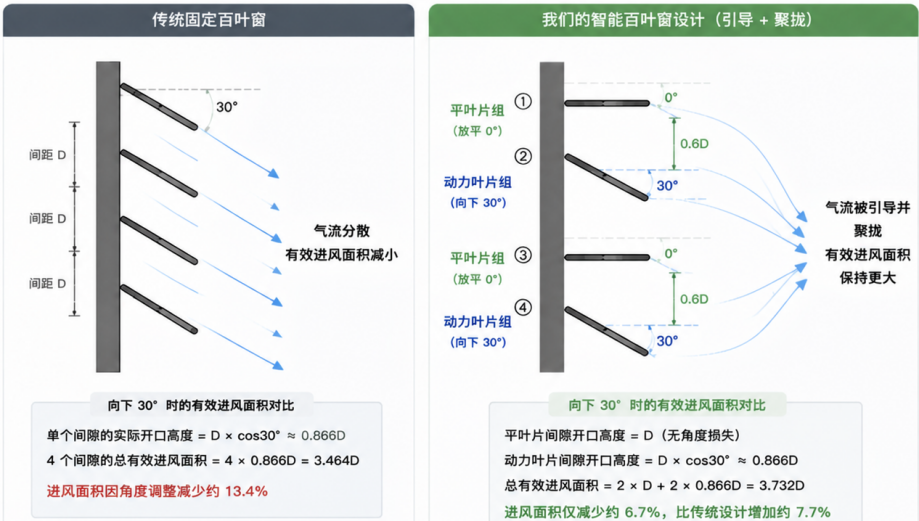 传统固定百叶窗
30°
间距 D
间距 D
间距 D
气流分散
有效进风面积减小
向下 30° 时的有效进风面积对比
单个间隙的实际开口高度 = D × cos30° ≈ 0.866D
4 个间隙的总有效进风面积 = 4 × 0.866D = 3.464D
进风面积因角度调整减少约 13.4%
我们的智能百叶窗设计（引导 + 聚拢）
平叶片组
（放平 0°）
①
0°
0.6D
动力叶片组
（向下 30°）
②
30°
平叶片组
（放平 0°）
③
0°
0.6D
动力叶片组
（向下 30°）
④
30°
气流被引导并
聚拢
有效进风面积
保持更大
向下 30° 时的有效进风面积对比
平叶片间隙开口高度 = D（无角度损失）
动力叶片间隙开口高度 = D × cos30° ≈ 0.866D
总有效进风面积 = 2 × D + 2 × 0.866D = 3.732D
进风面积仅减少约 6.7%，比传统设计增加约 7.7%